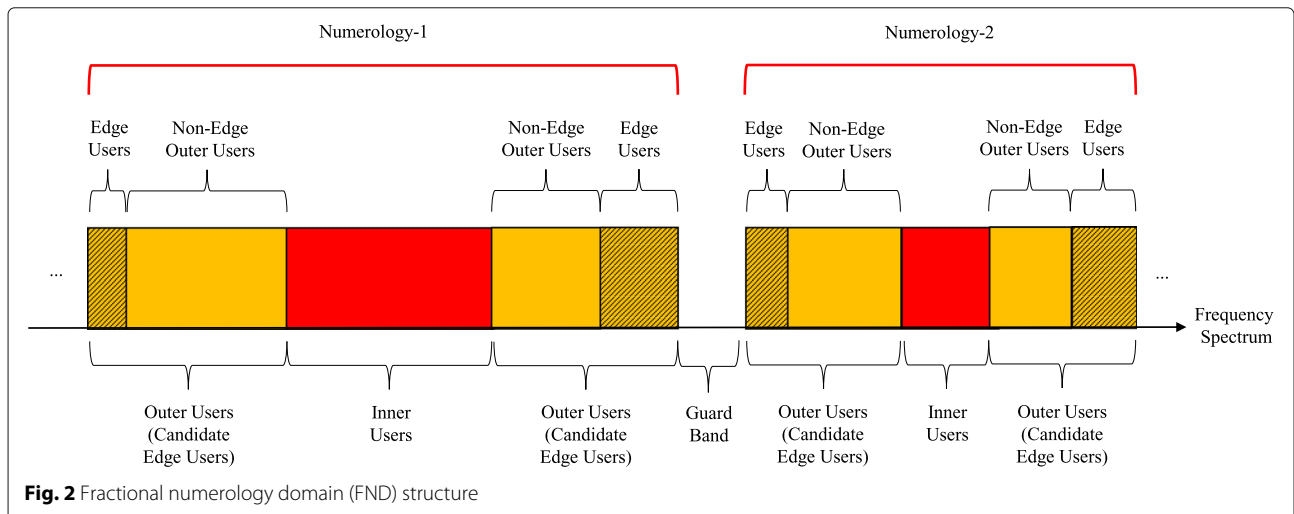 Numerology-1
Numerology-2
Edge
Users
Non-Edge
Outer Users
Non-Edge
Outer Users
Edge
Users
Edge
Users
Non-Edge
Outer Users
Non-Edge
Outer Users
Edge
Users
...
...
Frequency
Spectrum
Outer Users
(Candidate
Edge Users)
Inner
Users
Outer Users
(Candidate
Edge Users)
Guard
Band
Outer Users
(Candidate
Edge Users)
Inner
Users
Outer Users
(Candidate
Edge Users)
Fig. 2 Fractional numerology domain (FND) structure